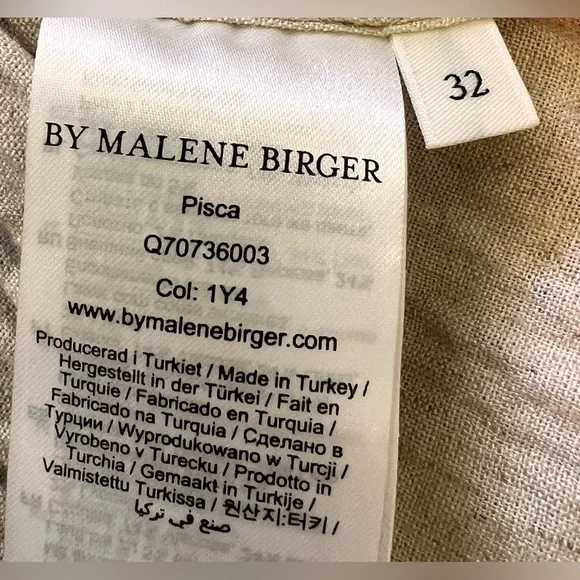 32
BY MALENE BIRGER
Pisca
Q70736003
Col: 1Y4
www.bymalenebirger.com
Producerad i Turkiet / Made in Turkey /
Hergestellt in der Türkei / Fait en
Turquie / Fabricado en Turquia /
Fabricado na Turquia / Сделано в
Турции / Wyprodukowano w Turcji /
Vyrobeno v Turecku / Prodotto in
Turchia / Gemaakt in Turkije /
Valmistettu Turkissa / 원산지:터키 /
صنع في تركيا